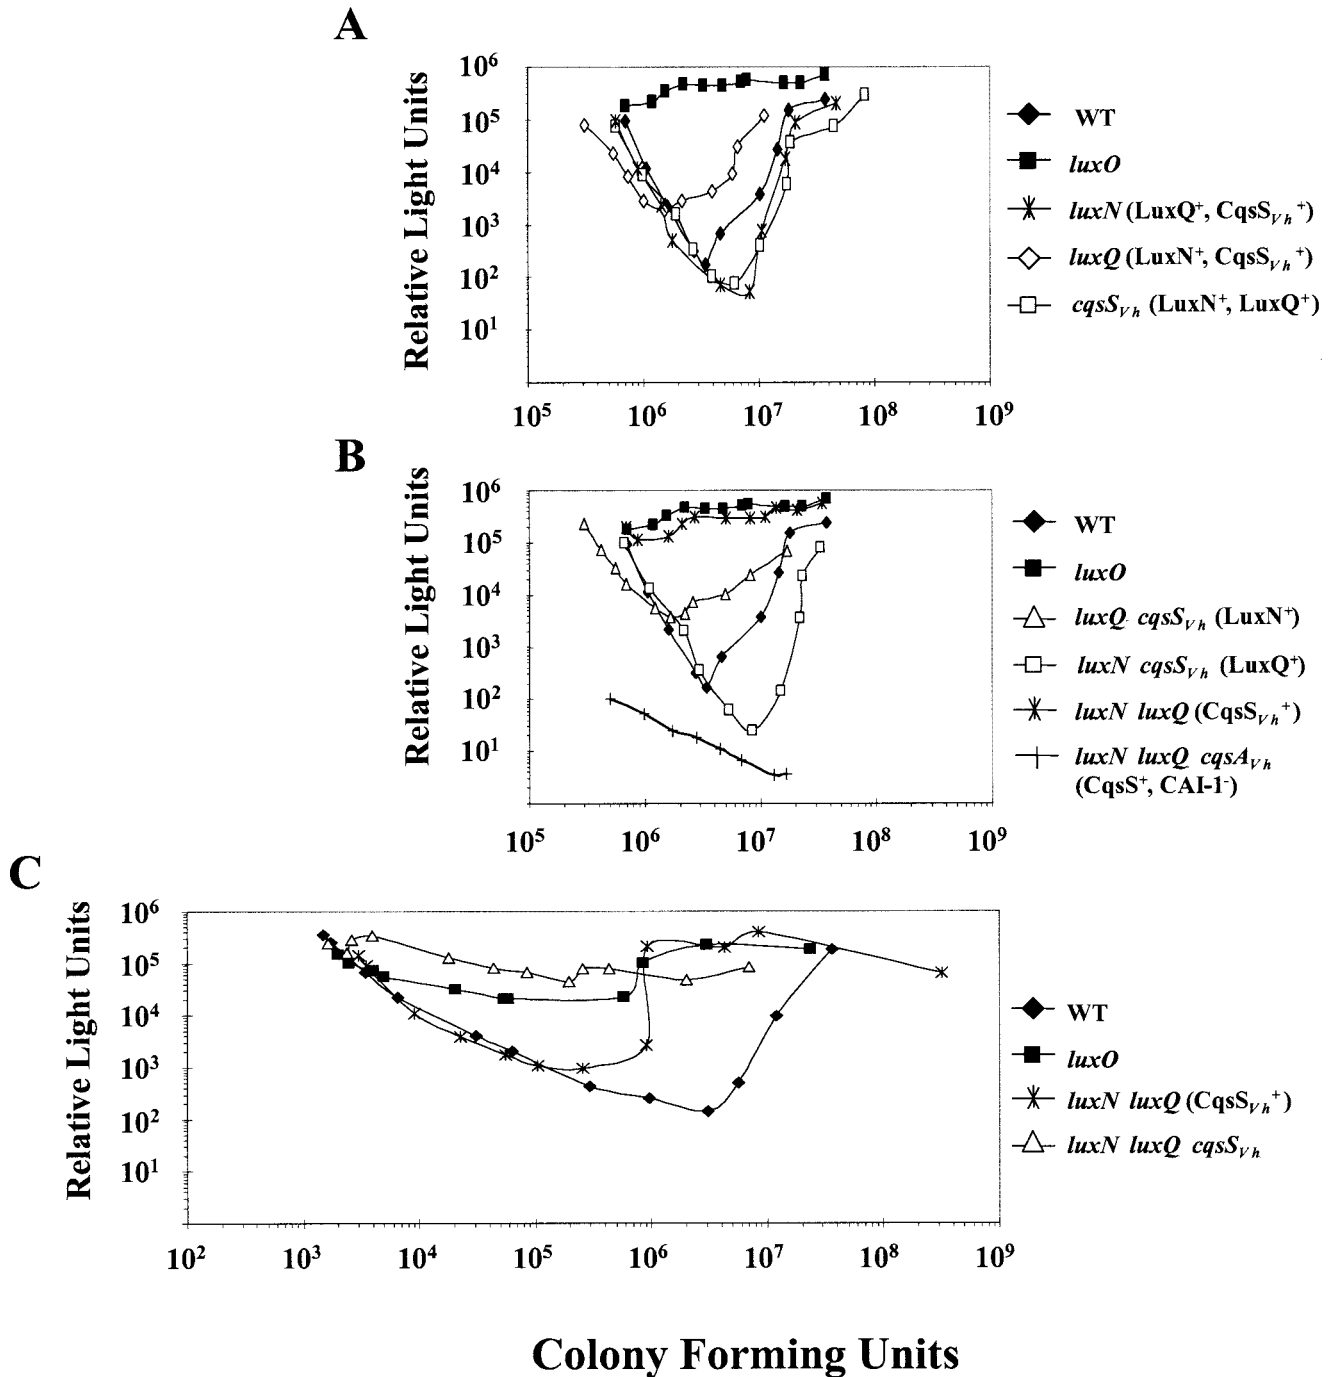 A
Relative Light Units
10⁶
10⁵
10⁴
10³
10²
10¹
10⁵ 10⁶ 10⁷ 10⁸ 10⁹
WT
luxO
luxN (LuxQ⁺, CqsS_Vh⁺)
luxQ (LuxN⁺, CqsS_Vh⁺)
cqsS_Vh (LuxN⁺, LuxQ⁺)
B
Relative Light Units
10⁶
10⁵
10⁴
10³
10²
10¹
10⁵ 10⁶ 10⁷ 10⁸ 10⁹
WT
luxO
luxQ cqsS_Vh (LuxN⁺)
luxN cqsS_Vh (LuxQ⁺)
luxN luxQ (CqsS_Vh⁺)
luxN luxQ cqsA_Vh
(CqsS⁺, CAI-1⁻)
C
Relative Light Units
10⁶
10⁵
10⁴
10³
10²
10¹
10² 10³ 10⁴ 10⁵ 10⁶ 10⁷ 10⁸ 10⁹
WT
luxO
luxN luxQ (CqsS_Vh⁺)
luxN luxQ cqsS_Vh
Colony Forming Units